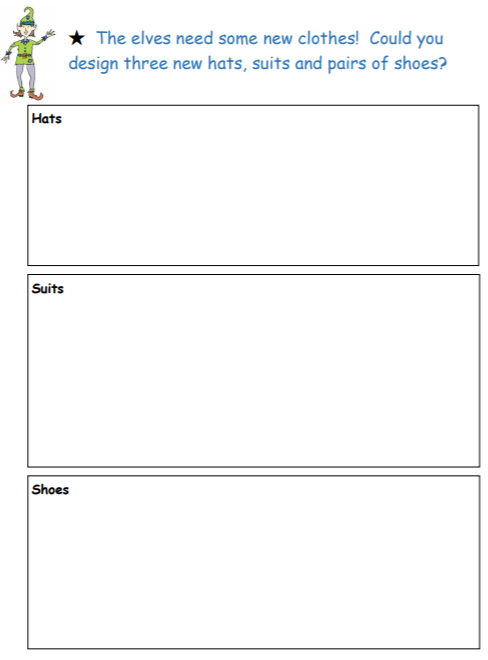 ★ The elves need some new clothes! Could you
design three new hats, suits and pairs of shoes?
Hats
Suits
Shoes